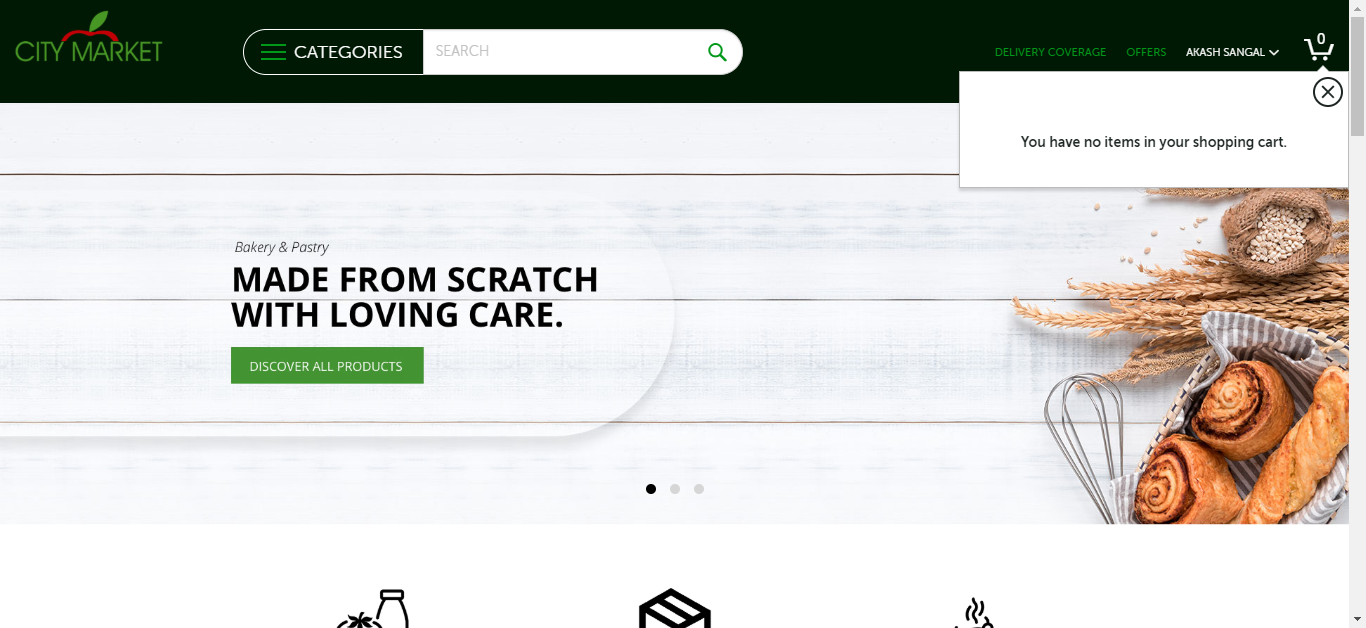 CITY MARKET
CATEGORIES
SEARCH
DELIVERY COVERAGE
OFFERS
AKASH SANGAL
0
You have no items in your shopping cart.
Bakery & Pastry
MADE FROM SCRATCH
WITH LOVING CARE.
DISCOVER ALL PRODUCTS